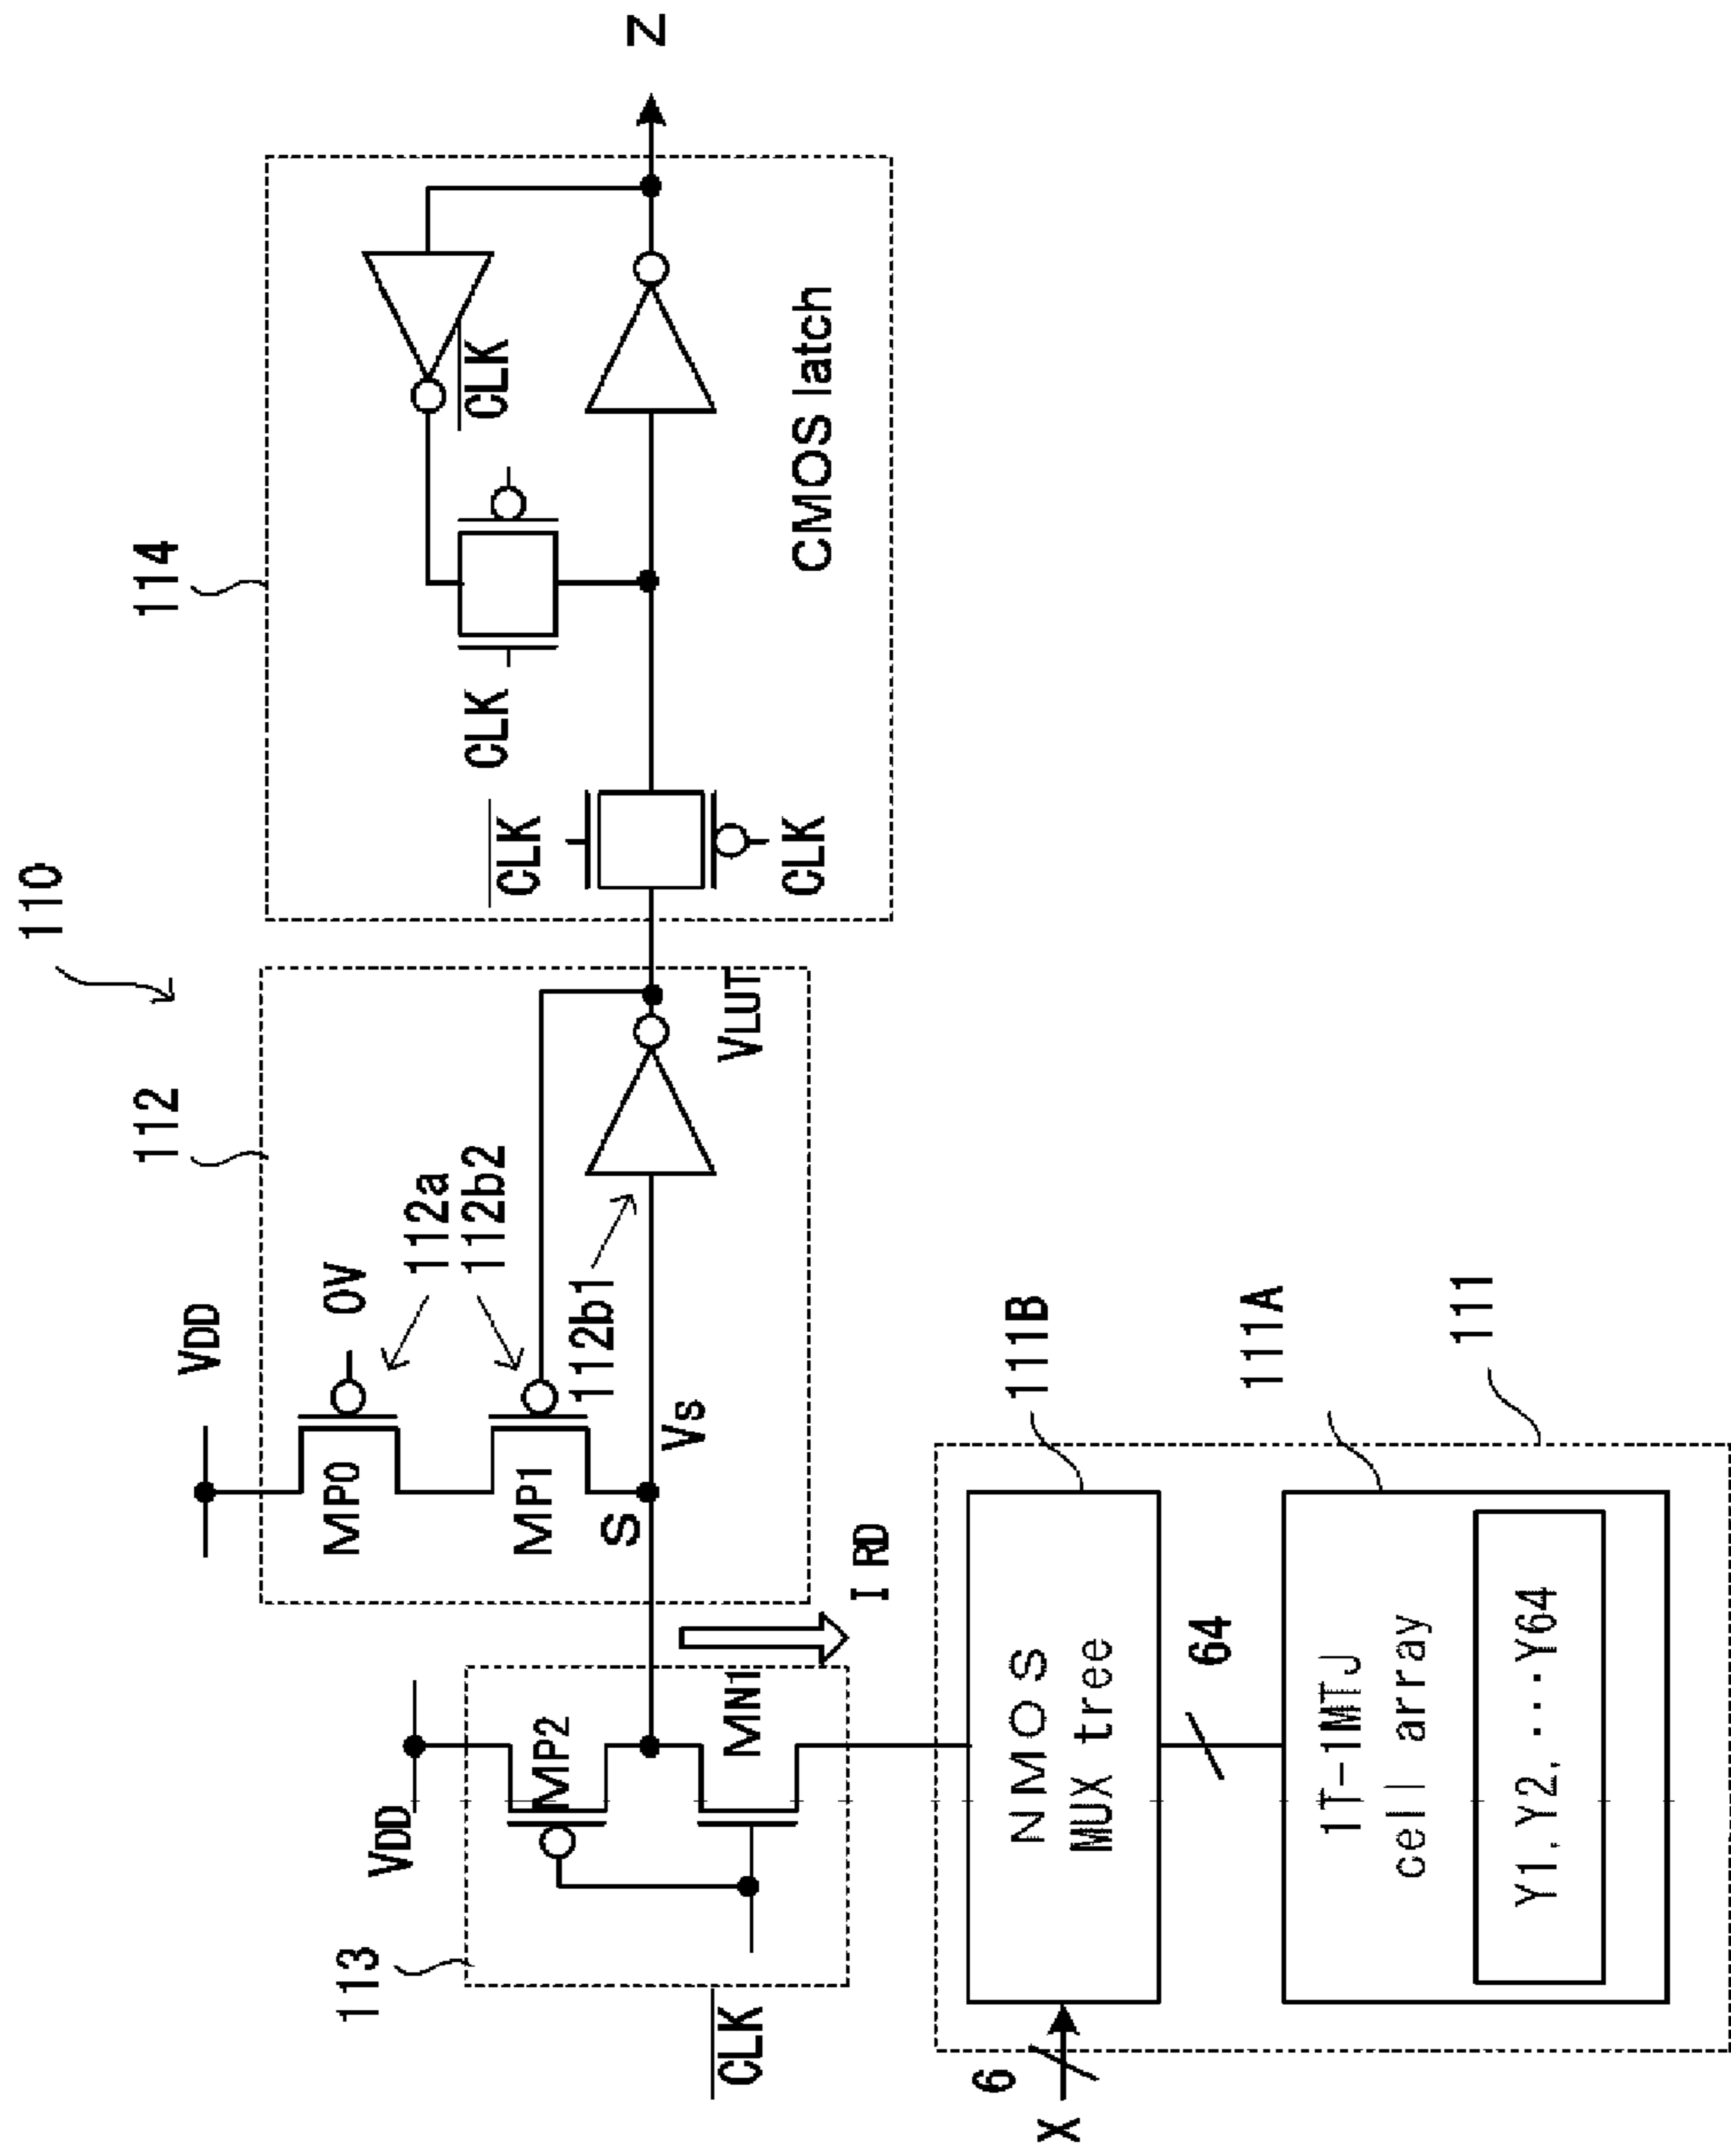 110
112
114
VDD
0V
MP0
112a
112b2
MP1
112b1
S
Vs
VLUT
CLK
CLK
CLK
CLK
CMOS latch
Z
113
VDD
MP2
MN1
CLK
IRD
X
6
NMOS
MUX tree
111B
64
1T-1MTJ
cell array
Y1,Y2,···Y64
111A
111